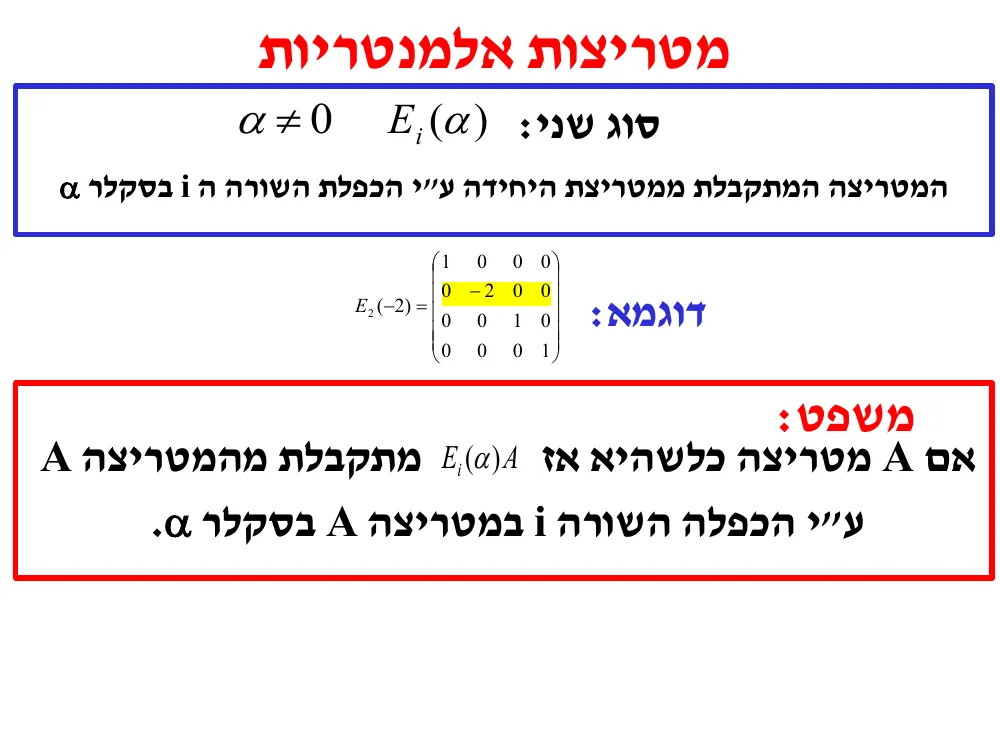 מטריצות אלמנטריות
סוג שני: E_i(α) α ≠ 0
המטריצה המתקבלת ממטריצת היחידה ע״י הכפלת השורה ה i בסקלר α
דוגמא:
E_2(−2) =
1 0 0 0
0 −2 0 0
0 0 1 0
0 0 0 1
משפט:
אם A מטריצה כלשהיא אז E_i(α)A מתקבלת מהמטריצה A
ע״י הכפלה השורה i במטריצה A בסקלר α.